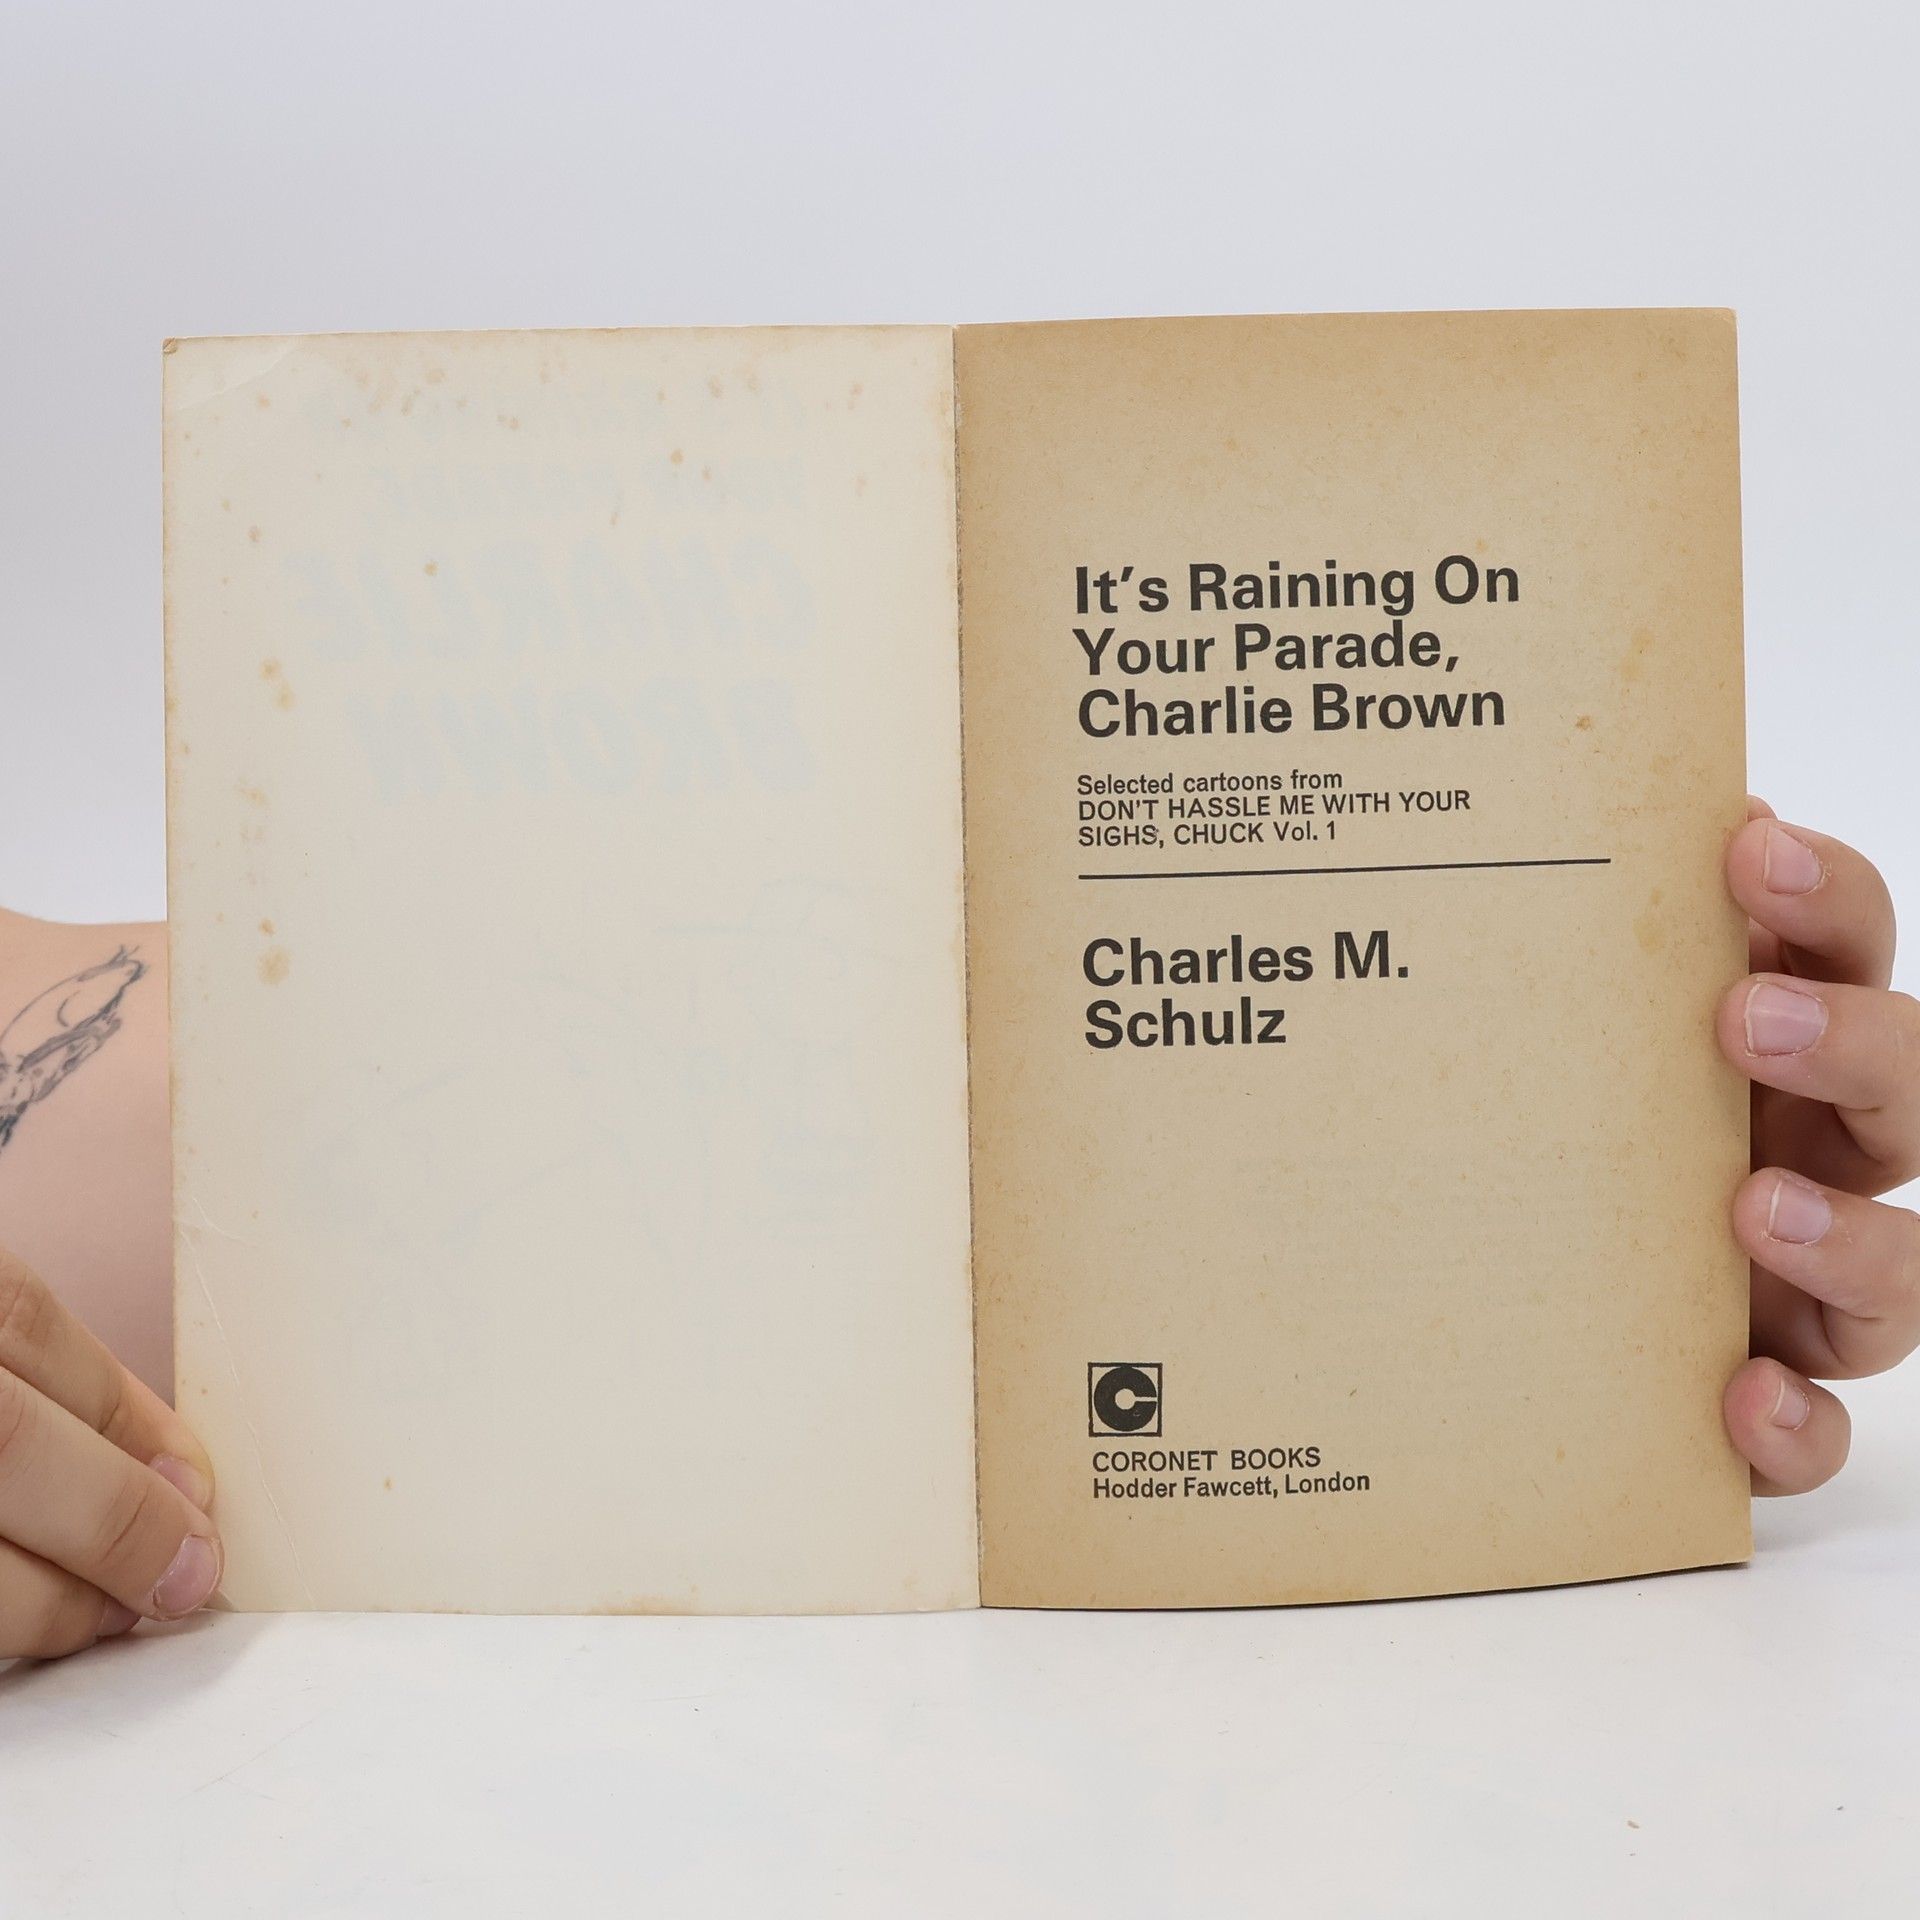 It's Raining On
Your Parade,
Charlie Brown
Selected cartoons from
DON'T HASSLE ME WITH YOUR
SIGHS, CHUCK Vol. 1
Charles M.
Schulz
C
CORONET BOOKS
Hodder Fawcett, London